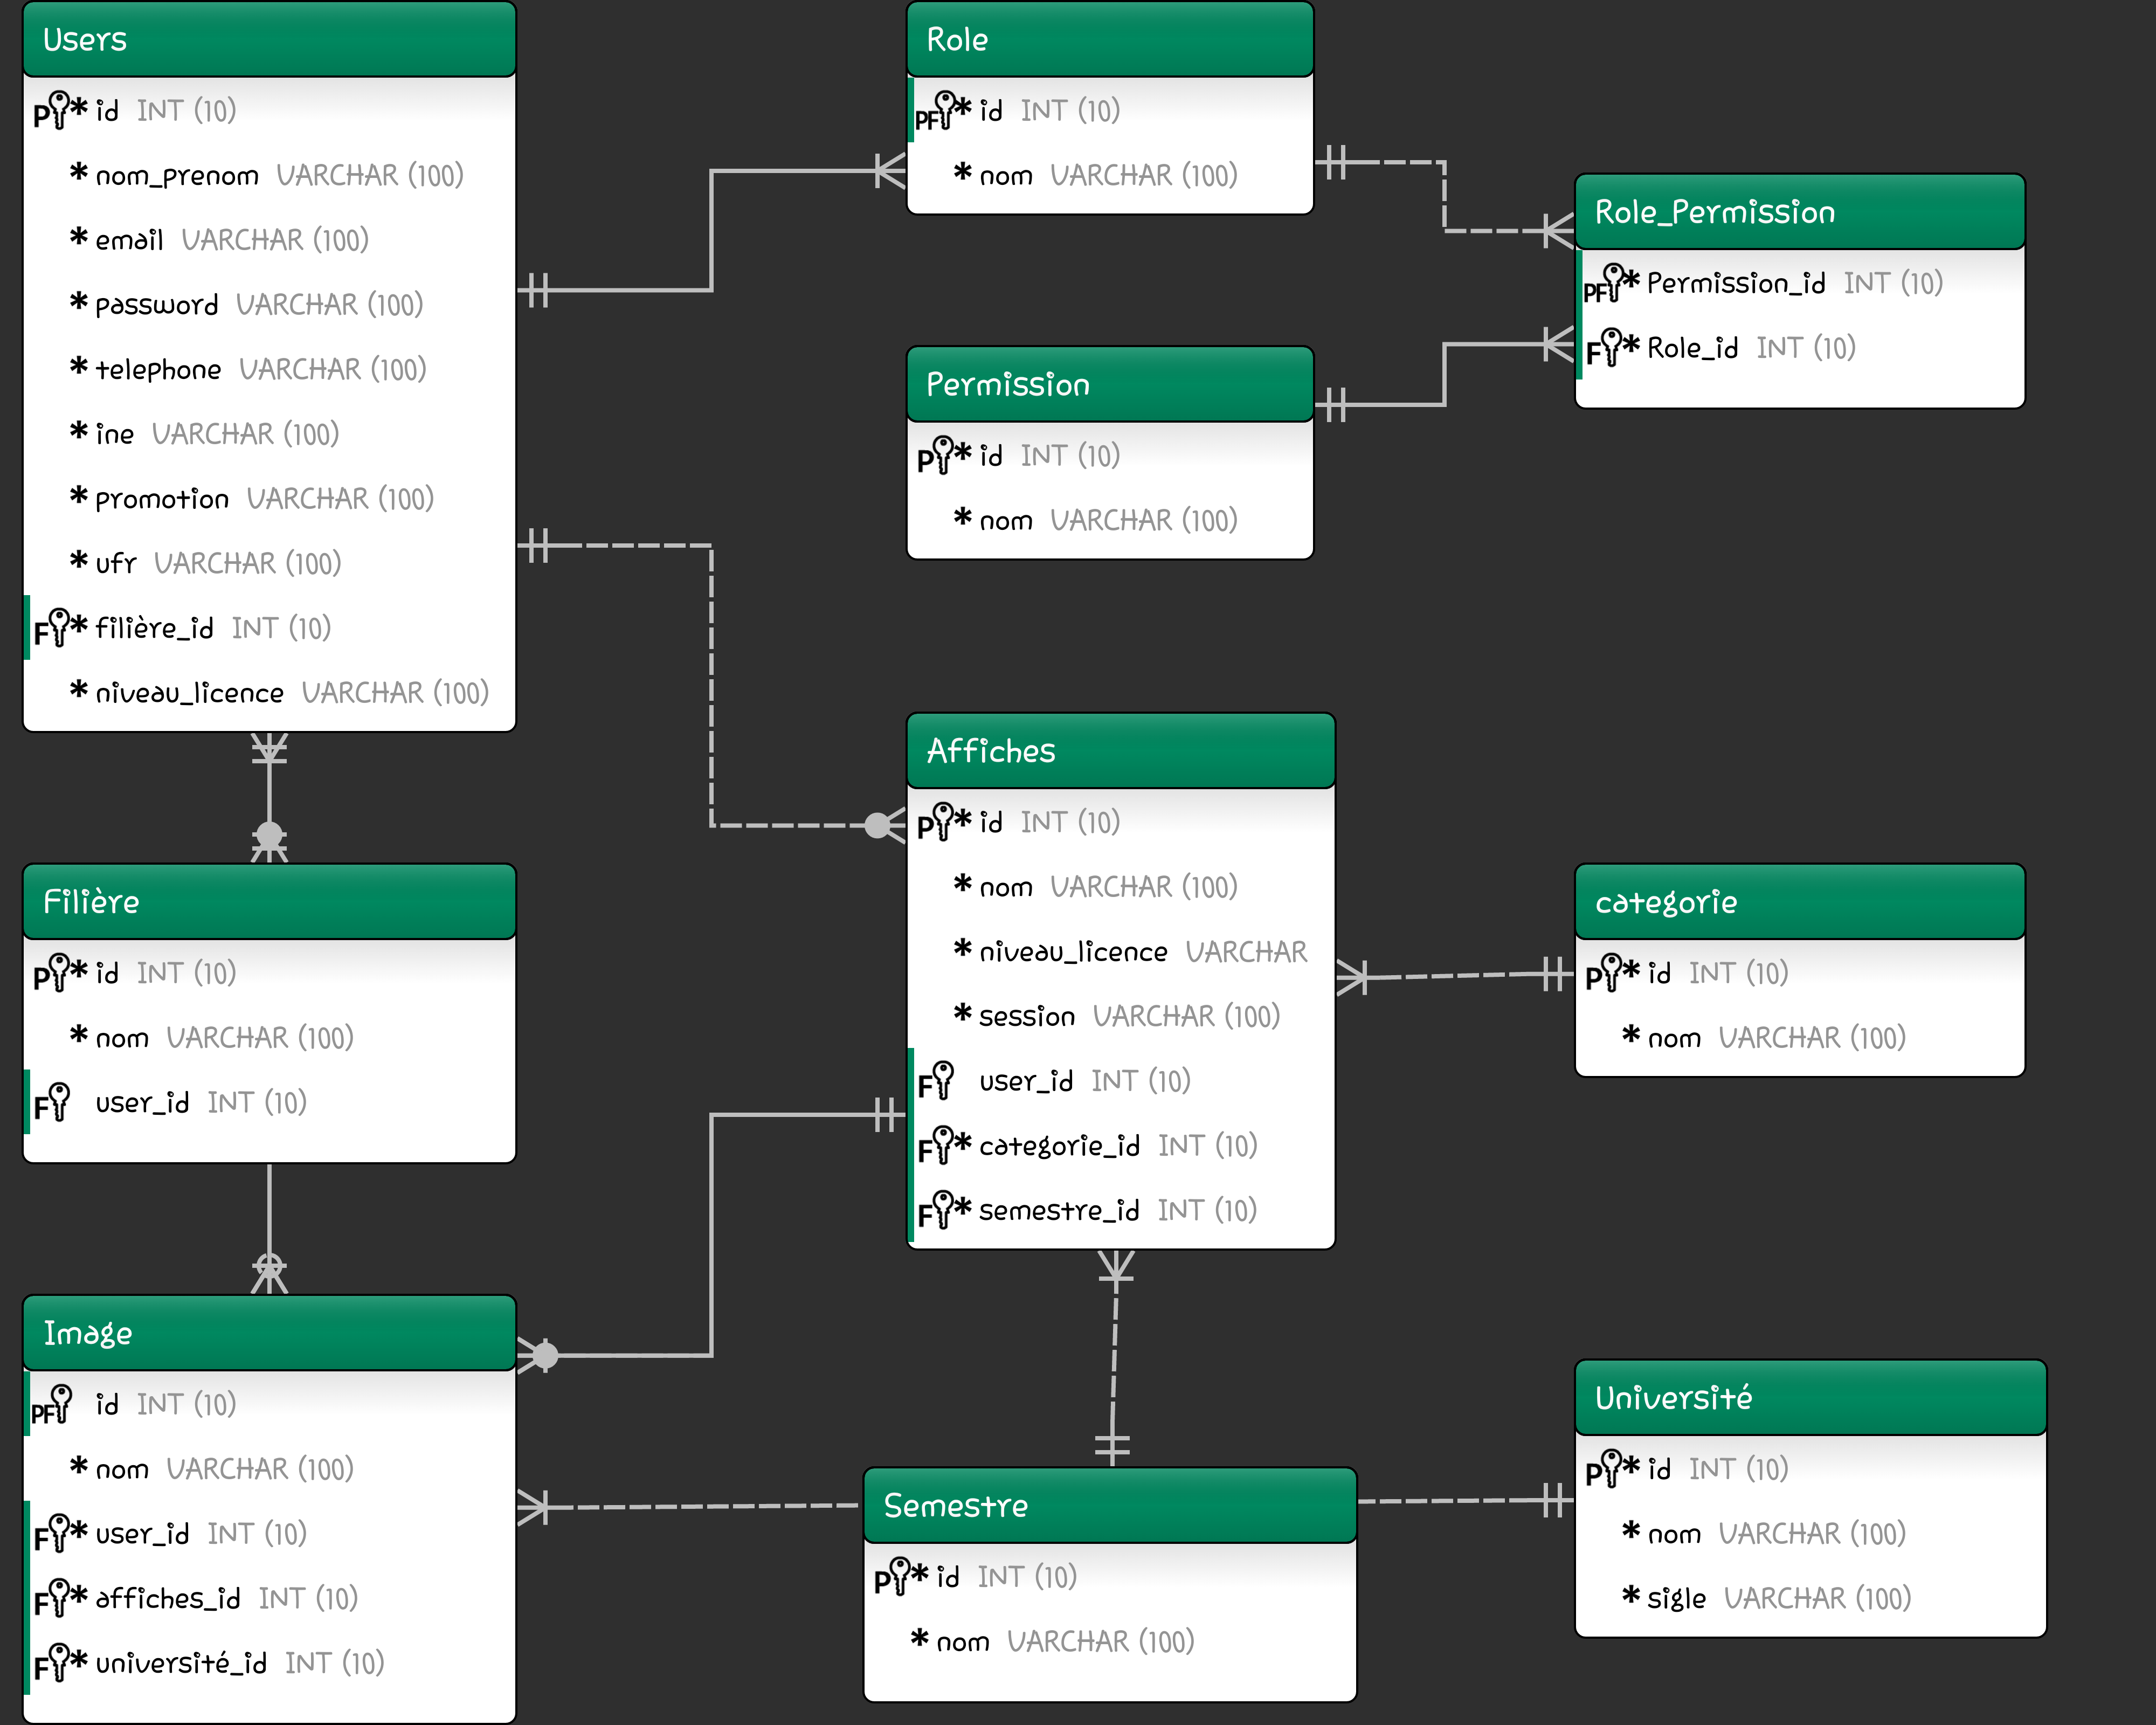 Users
P * id INT (10)
* nom_prenom VARCHAR (100)
* email VARCHAR (100)
* password VARCHAR (100)
* telephone VARCHAR (100)
* ine VARCHAR (100)
* promotion VARCHAR (100)
* ufr VARCHAR (100)
F * filière_id INT (10)
* niveau_licence VARCHAR (100)
Role
PF * id INT (10)
* nom VARCHAR (100)
Role_Permission
PF * Permission_id INT (10)
F * Role_id INT (10)
Permission
P * id INT (10)
* nom VARCHAR (100)
Affiches
P * id INT (10)
* nom VARCHAR (100)
* niveau_licence VARCHAR
* session VARCHAR (100)
F user_id INT (10)
F * categorie_id INT (10)
F * semestre_id INT (10)
categorie
P * id INT (10)
* nom VARCHAR (100)
Filière
P * id INT (10)
* nom VARCHAR (100)
F user_id INT (10)
Image
PF id INT (10)
* nom VARCHAR (100)
F * user_id INT (10)
F * affiches_id INT (10)
F * université_id INT (10)
Semestre
P * id INT (10)
* nom VARCHAR (100)
Université
P * id INT (10)
* nom VARCHAR (100)
* sigle VARCHAR (100)